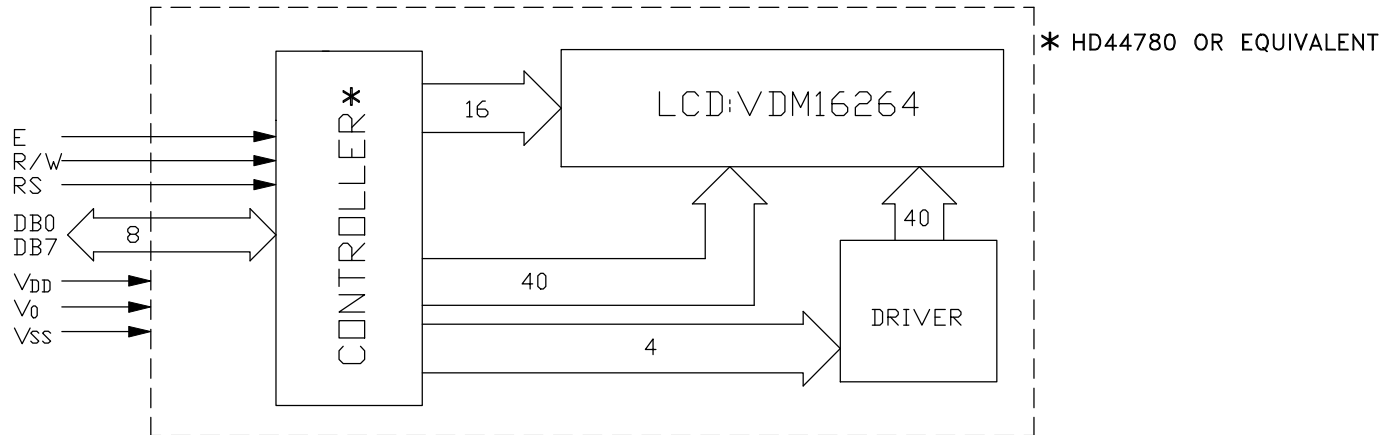 * HD44780 OR EQUIVALENT
LCD:VDM16264
CONTROLLER*
16
E
R/W
RS
DB0
DB7
8
40
40
VDD
V0
VSS
DRIVER
4